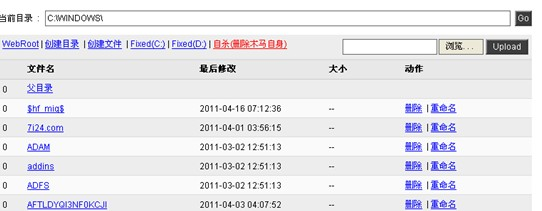 当前目录： C:\WINDOWS\ Go
WebRoot | 创建目录 | 创建文件 | Fixed(C:) | Fixed(D:) | 自杀(删除木马自身) 浏览... Upload
文件名 最后修改 大小 动作
0 父目录
0 $hf_mig$ 2011-04-16 07:12:36 -- 删除 | 重命名
0 7i24.com 2011-04-01 03:56:15 -- 删除 | 重命名
0 ADAM 2011-03-02 12:51:13 -- 删除 | 重命名
0 addins 2011-03-02 12:51:13 -- 删除 | 重命名
0 ADFS 2011-03-02 12:51:13 -- 删除 | 重命名
0 AFTLDYQI3NF0KCJI 2011-04-03 04:07:52 -- 删除 | 重命名